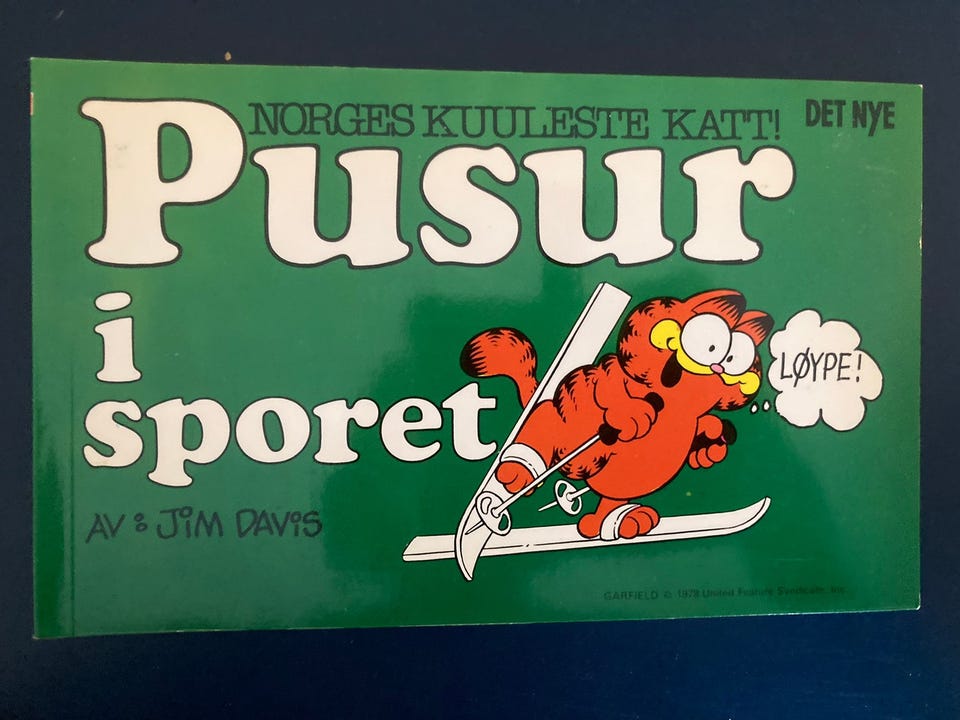 NORGES KUULESTE KATT!
DET NYE
Pusur
i
sporet
LØYPE!
AV: JIM DAVIS
GARFIELD © 1978 United Feature Syndicate, Inc.